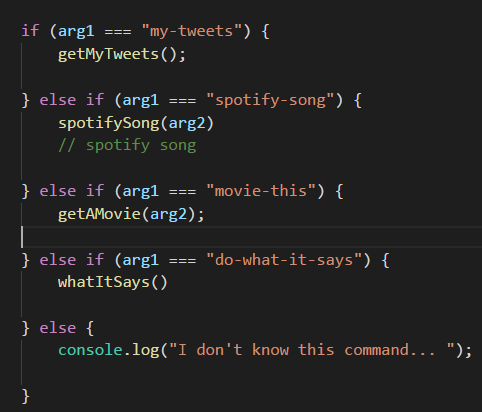 if (arg1 === "my-tweets") {
    getMyTweets();
} else if (arg1 === "spotify-song") {
    spotifySong(arg2)
    // spotify song
} else if (arg1 === "movie-this") {
    getAMovie(arg2);
} else if (arg1 === "do-what-it-says") {
    whatItSays()
} else {
    console.log("I don't know this command... ");
}